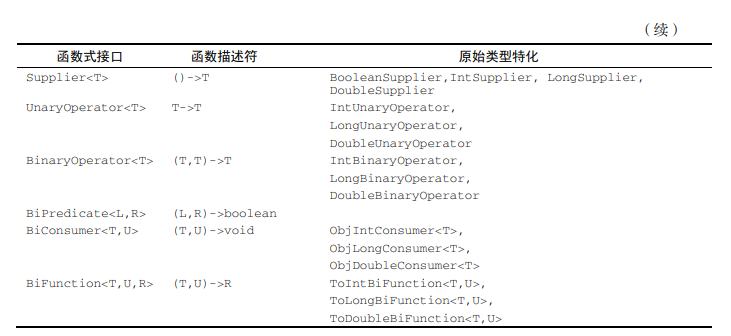 （续）
函数式接口 函数描述符 原始类型特化
Supplier<T> ()->T BooleanSupplier,IntSupplier, LongSupplier,
DoubleSupplier
UnaryOperator<T> T->T IntUnaryOperator,
LongUnaryOperator,
DoubleUnaryOperator
BinaryOperator<T> (T,T)->T IntBinaryOperator,
LongBinaryOperator,
DoubleBinaryOperator
BiPredicate<L,R> (L,R)->boolean
BiConsumer<T,U> (T,U)->void ObjIntConsumer<T>,
ObjLongConsumer<T>,
ObjDoubleConsumer<T>
BiFunction<T,U,R> (T,U)->R ToIntBiFunction<T,U>,
ToLongBiFunction<T,U>,
ToDoubleBiFunction<T,U>